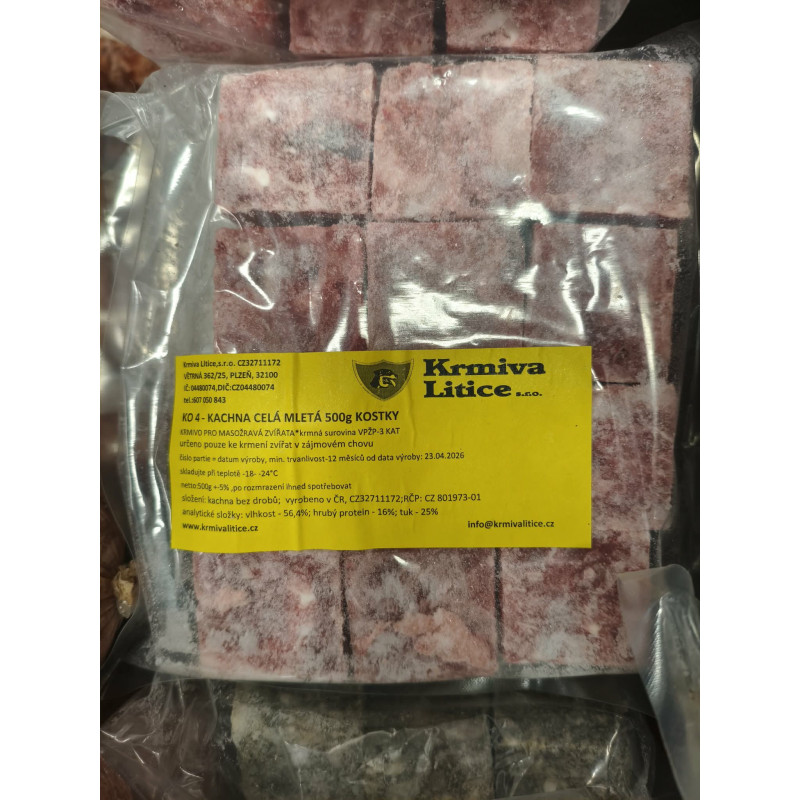 Krmiva Litice,s.r.o. CZ32711172
VĚTRNÁ 362/25, PLZEŇ, 32100
IČ: 04480074,DIČ:CZ04480074
tel.:607 050 843
Krmiva
Litice s.r.o.
KO 4 - KACHNA CELÁ MLETÁ 500g KOSTKY
KRMIVO PRO MASOŽRAVÁ ZVÍŘATA*krmná surovina VPŽP-3 KAT
určeno pouze ke krmení zvířat v zájmovém chovu
číslo partie = datum výroby, min. trvanlivost-12 měsíců od data výroby: 23.04.2026
skladujte při teplotě -18- -24°C
netto:500g +-5% ,po rozmrazení ihned spotřebovat
složení: kachna bez drobů; vyrobeno v ČR, CZ32711172;RČP: CZ 801973-01
analytické složky: vlhkost - 56,4%; hrubý protein - 16%; tuk - 25%
www.krmivalitice.cz
info@krmivalitice.cz